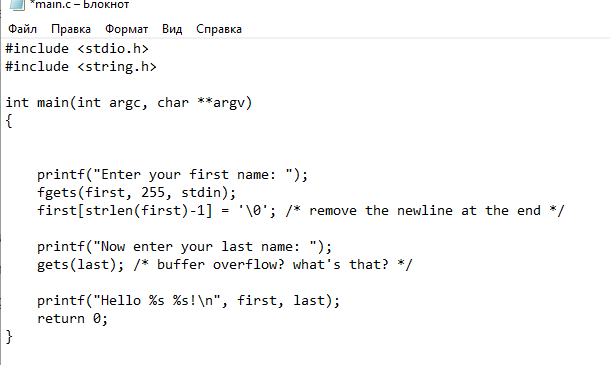 *main.c – Блокнот
Файл Правка Формат Вид Справка
#include <stdio.h>
#include <string.h>
int main(int argc, char **argv)
{
printf("Enter your first name: ");
fgets(first, 255, stdin);
first[strlen(first)-1] = '\0'; /* remove the newline at the end */
printf("Now enter your last name: ");
gets(last); /* buffer overflow? what's that? */
printf("Hello %s %s!\n", first, last);
return 0;
}